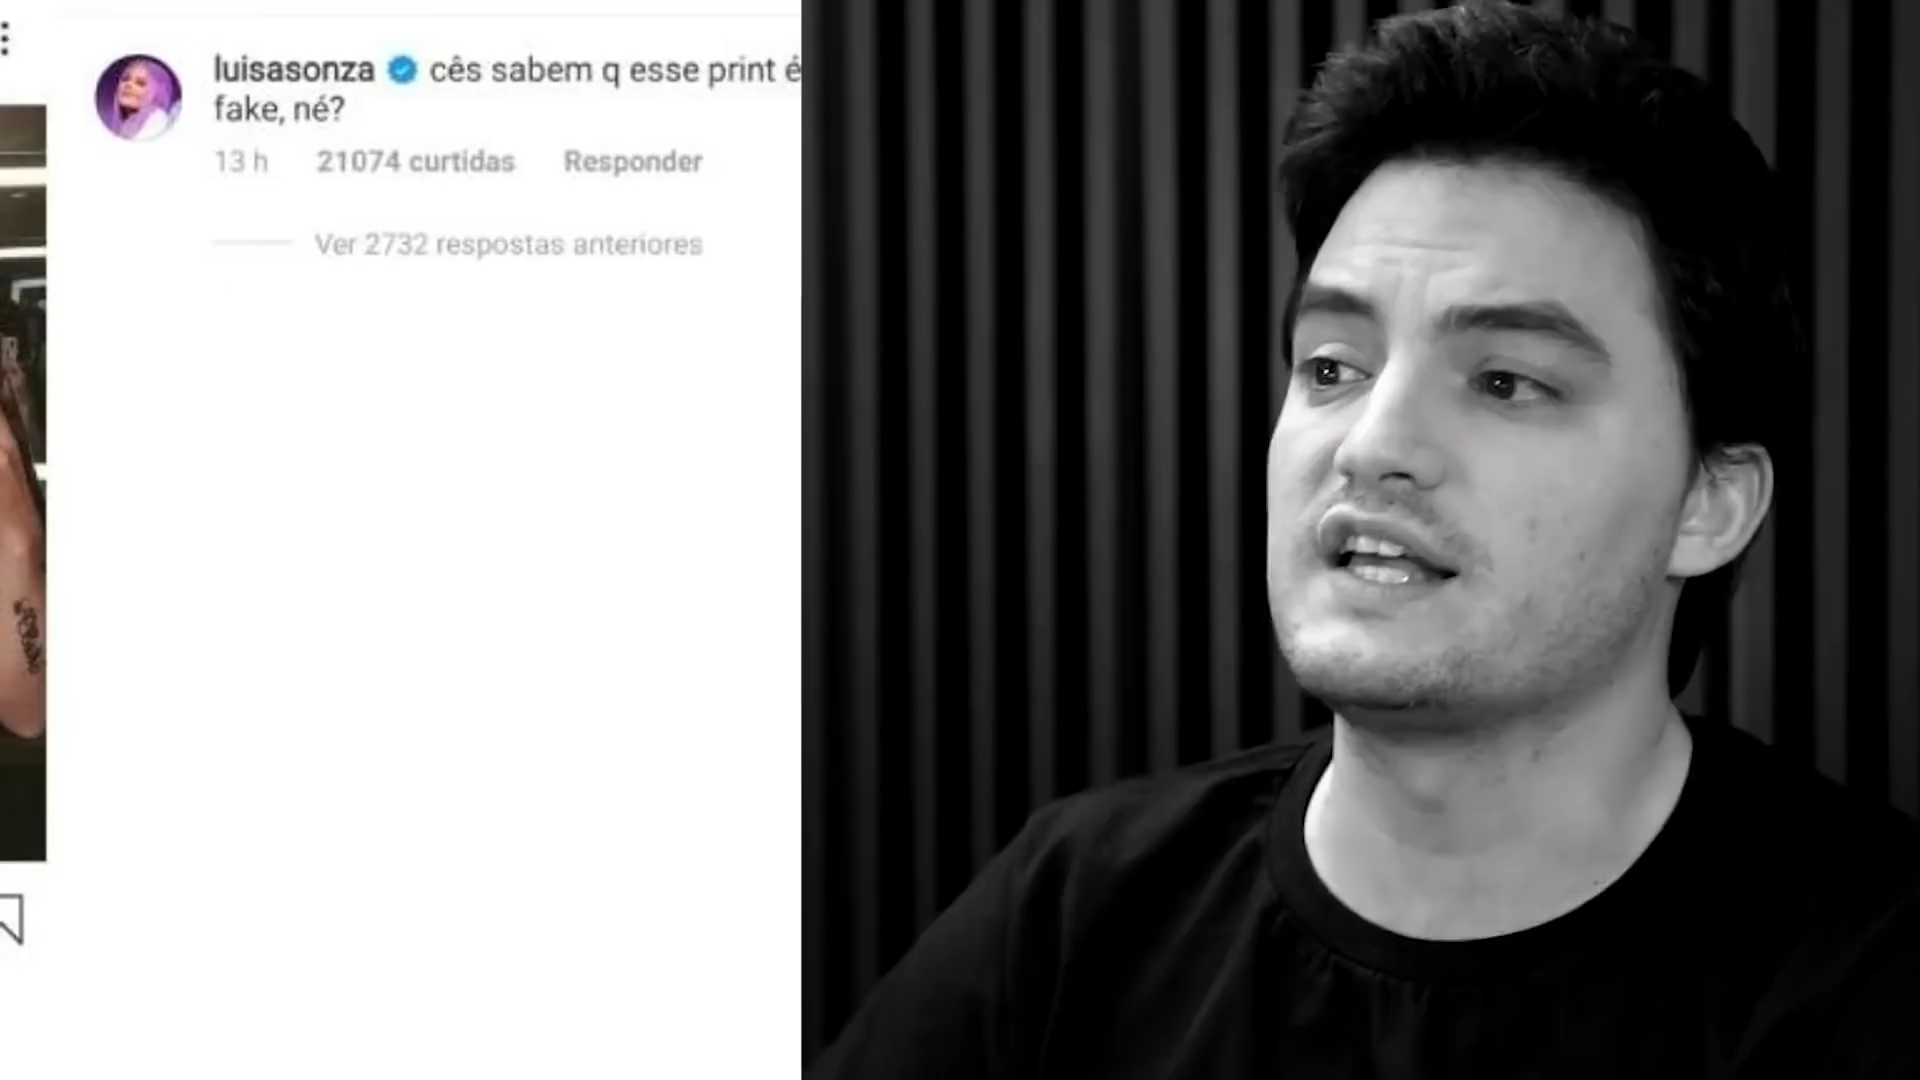 luisasonza cês sabem q esse print é
fake, né?
13 h 21074 curtidas Responder
Ver 2732 respostas anteriores